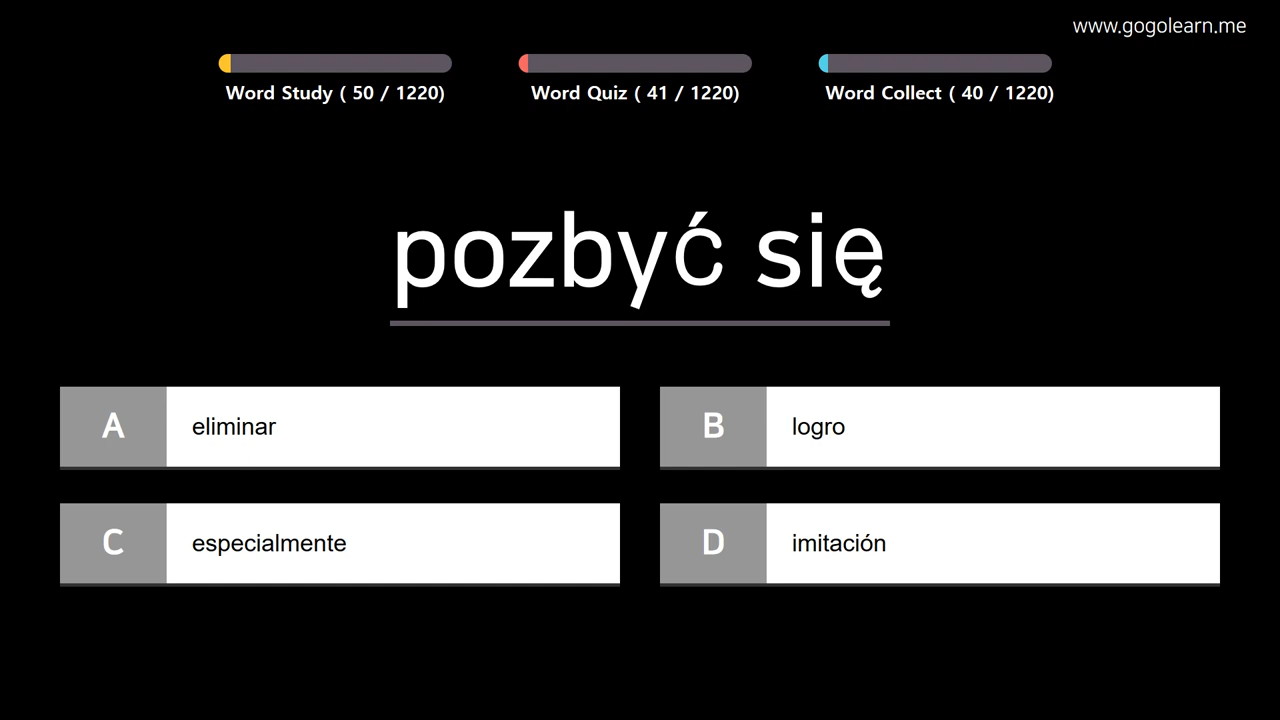 www.gogolearn.me
Word Study ( 50 / 1220)
Word Quiz ( 41 / 1220)
Word Collect ( 40 / 1220)
pozbyć się
A eliminar
B logro
C especialmente
D imitación